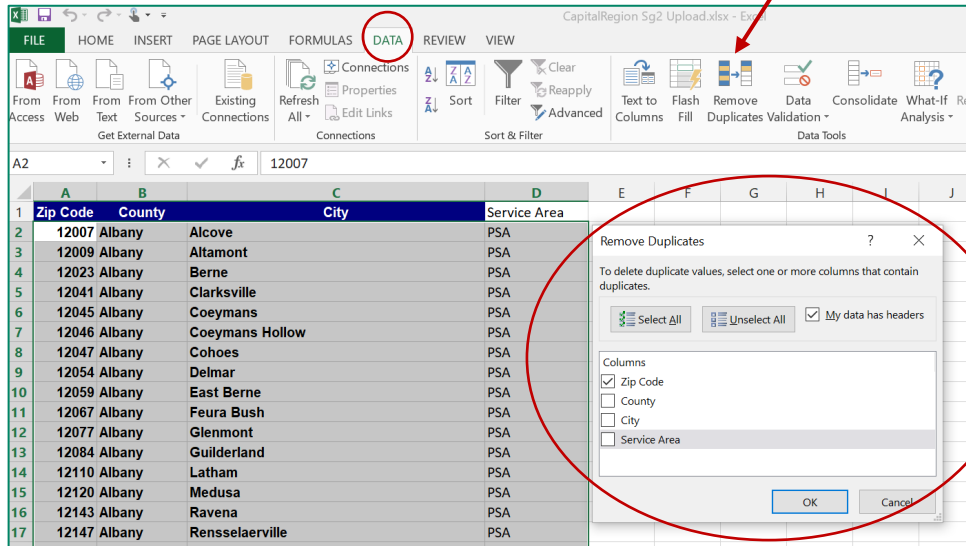 CapitalRegion Sg2 Upload.xlsx - Excel
FILE HOME INSERT PAGE LAYOUT FORMULAS DATA REVIEW VIEW
From Access
From Web
From Text
From Other Sources
Existing Connections
Get External Data
Refresh All
Connections
Properties
Edit Links
Connections
Sort
Filter
Clear
Reapply
Advanced
Sort & Filter
Text to Columns
Flash Fill
Remove Duplicates
Data Validation
Consolidate
What-If Analysis
Data Tools
A2 fx 12007
A B C D E F G H I J
1 Zip Code County City Service Area
2 12007 Albany Alcove PSA
3 12009 Albany Altamont PSA
4 12023 Albany Berne PSA
5 12041 Albany Clarksville PSA
6 12045 Albany Coeymans PSA
7 12046 Albany Coeymans Hollow PSA
8 12047 Albany Cohoes PSA
9 12054 Albany Delmar PSA
10 12059 Albany East Berne PSA
11 12067 Albany Feura Bush PSA
12 12077 Albany Glenmont PSA
13 12084 Albany Guilderland PSA
14 12110 Albany Latham PSA
15 12120 Albany Medusa PSA
16 12143 Albany Ravena PSA
17 12147 Albany Rensselaerville PSA
Remove Duplicates ?
To delete duplicate values, select one or more columns that contain
duplicates.
Select All Unselect All My data has headers
Columns
Zip Code
County
City
Service Area
OK Cancel